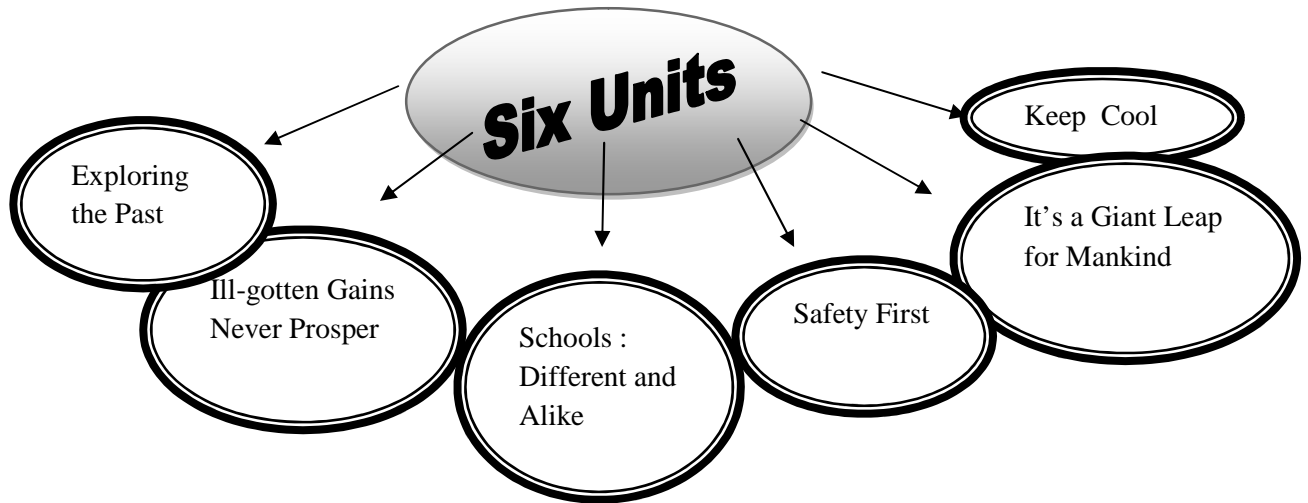 Six Units
Exploring
the Past
Ill-gotten Gains
Never Prosper
Schools :
Different and
Alike
Safety First
It's a Giant Leap
for Mankind
Keep Cool